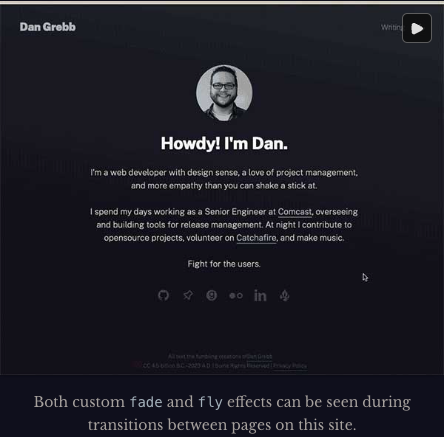 Dan Grebb
Writing
Howdy! I'm Dan.
I'm a web developer with design sense, a love of project management,
and more empathy than you can shake a stick at.
I spend my days working as a Senior Engineer at Comcast, overseeing
and building tools for release management. At night I contribute to
opensource projects, volunteer on Catchafire, and make music.
Fight for the users.
in
Both custom fade and fly effects can be seen during
transitions between pages on this site.